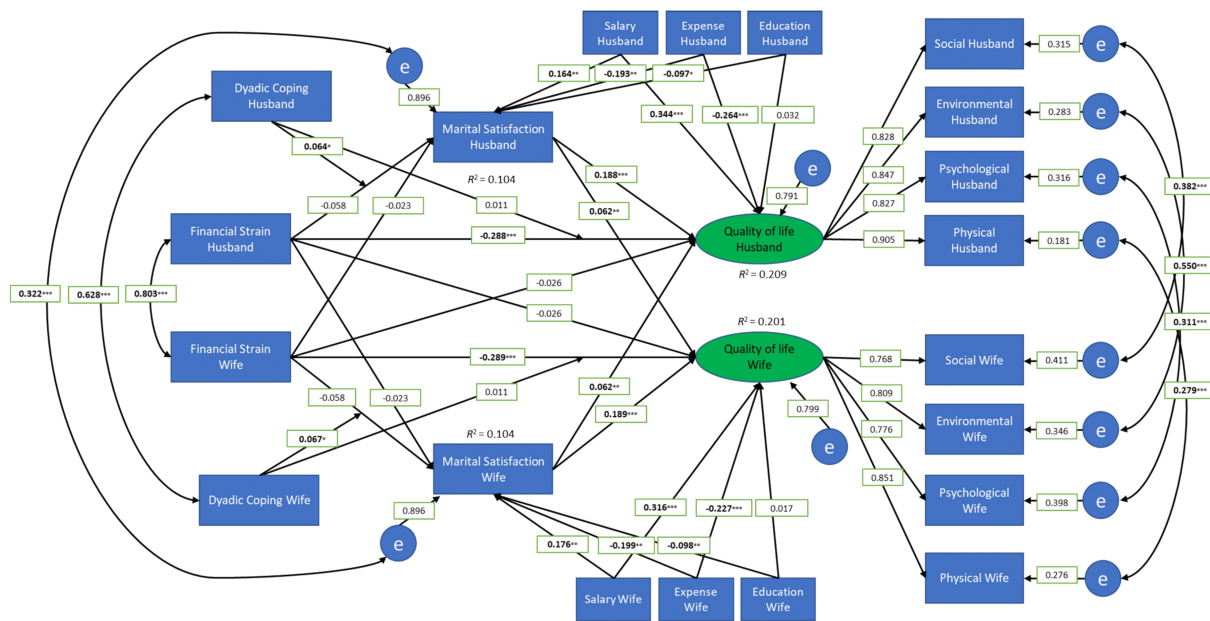 Salary
Husband
Expense
Husband
Education
Husband
Social Husband
0.315
e
e
0.896
0.164**
-0.193**
-0.097*
Dyadic Coping
Husband
0.064*
Marital Satisfaction
Husband
R² = 0.104
0.344***
-0.264***
0.032
0.828
Environmental
Husband
0.283
e
0.847
Psychological
Husband
0.316
e
0.382***
0.188***
e
0.791
0.827
-0.058
-0.023
0.011
0.062**
Financial Strain
Husband
-0.288***
Quality of life
Husband
R² = 0.209
0.905
Physical
Husband
0.181
e
0.550***
0.322***
0.628***
0.803***
-0.026
-0.026
0.311***
R² = 0.201
Financial Strain
Wife
-0.289***
Quality of life
Wife
0.768
Social Wife
0.411
e
0.279***
-0.058
-0.023
0.011
0.062**
0.189***
0.799
e
0.809
Environmental
Wife
0.346
e
0.776
0.067*
R² = 0.104
Marital Satisfaction
Wife
0.851
Psychological
Wife
0.398
e
Dyadic Coping Wife
0.896
e
0.316***
-0.227***
0.017
0.176**
-0.199**
-0.098**
Physical Wife
0.276
e
Salary Wife
Expense
Wife
Education
Wife